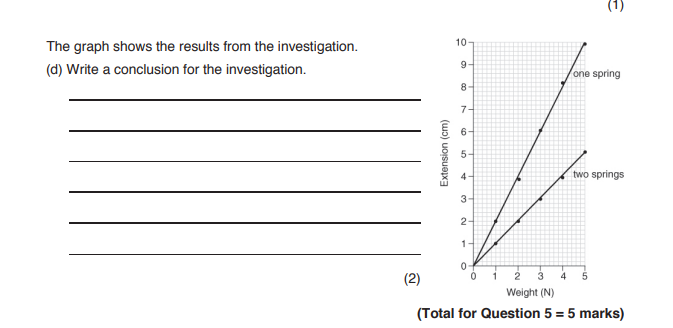 (1)
The graph shows the results from the investigation.
(d) Write a conclusion for the investigation.
10
9
8
7
6
5
4
3
2
1
0
Extension (cm)
one spring
two springs
0 1 2 3 4 5
Weight (N)
(2)
(Total for Question 5 = 5 marks)